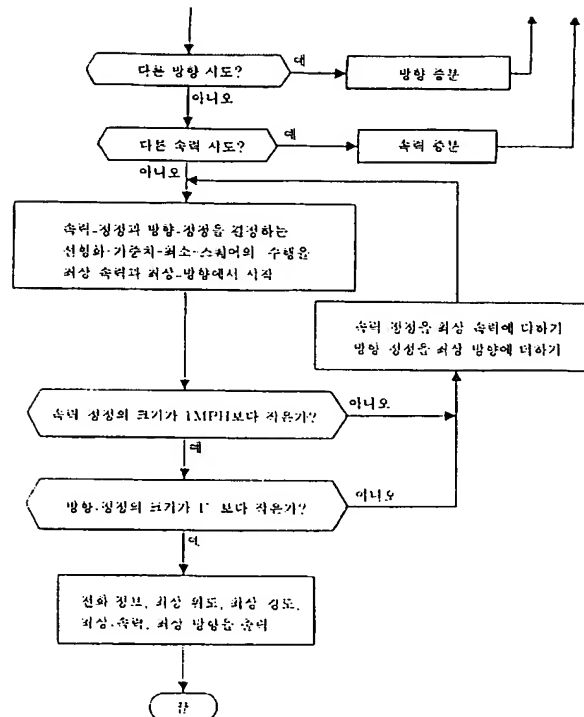 다른 방향 시도?
예
방향 증분
아니오
다른 속력 시도?
예
속력 증분
아니오
속력-정정과 방향-정정을 결정하는
선형화-기준치-최소-스퀘어의 수행을
최상 속력과 최상-방향에서 시작
속력 정정을 최상 속력에 더하기
방향 정정을 최상 방향에 더하기
속력 정정의 크기가 1MPH보다 작은가?
아니오
예
방향-정정의 크기가 1° 보다 작은가?
아니오
예
전화 정보, 최상 위도, 최상 경도,
최상-속력, 최상 방향을 출력
끝